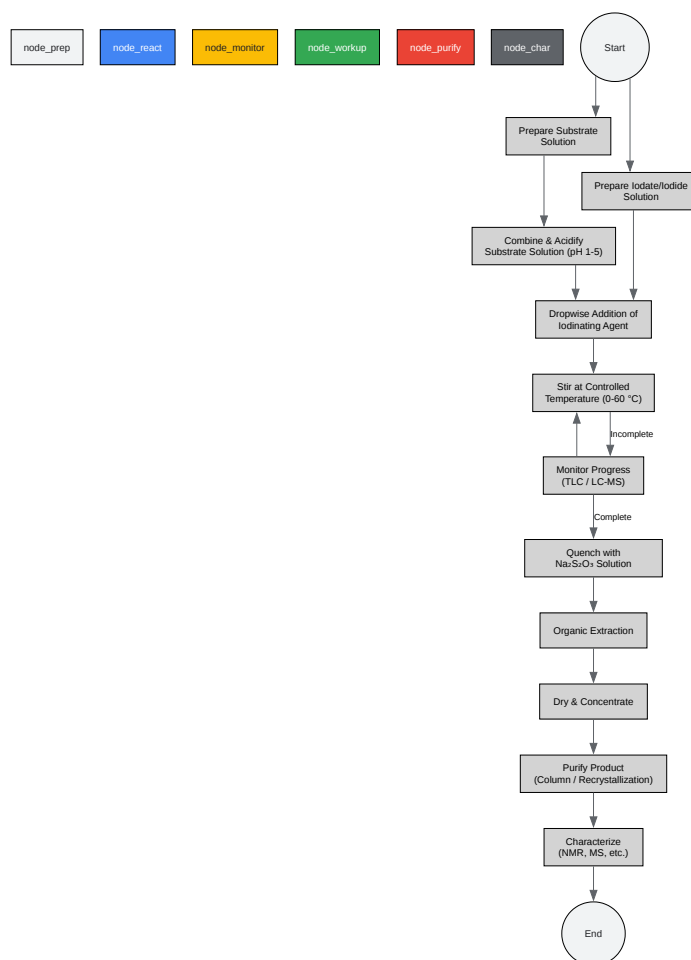 node_prep
node_react
node_monitor
node_workup
node_purify
node_char
Start
Prepare Substrate
Solution
Prepare Iodate/Iodide
Solution
Combine & Acidify
Substrate Solution (pH 1-5)
Dropwise Addition of
Iodinating Agent
Stir at Controlled
Temperature (0-60 °C)
Incomplete
Monitor Progress
(TLC / LC-MS)
Complete
Quench with
Na₂S₂O₃ Solution
Organic Extraction
Dry & Concentrate
Purify Product
(Column / Recrystallization)
Characterize
(NMR, MS, etc.)
End